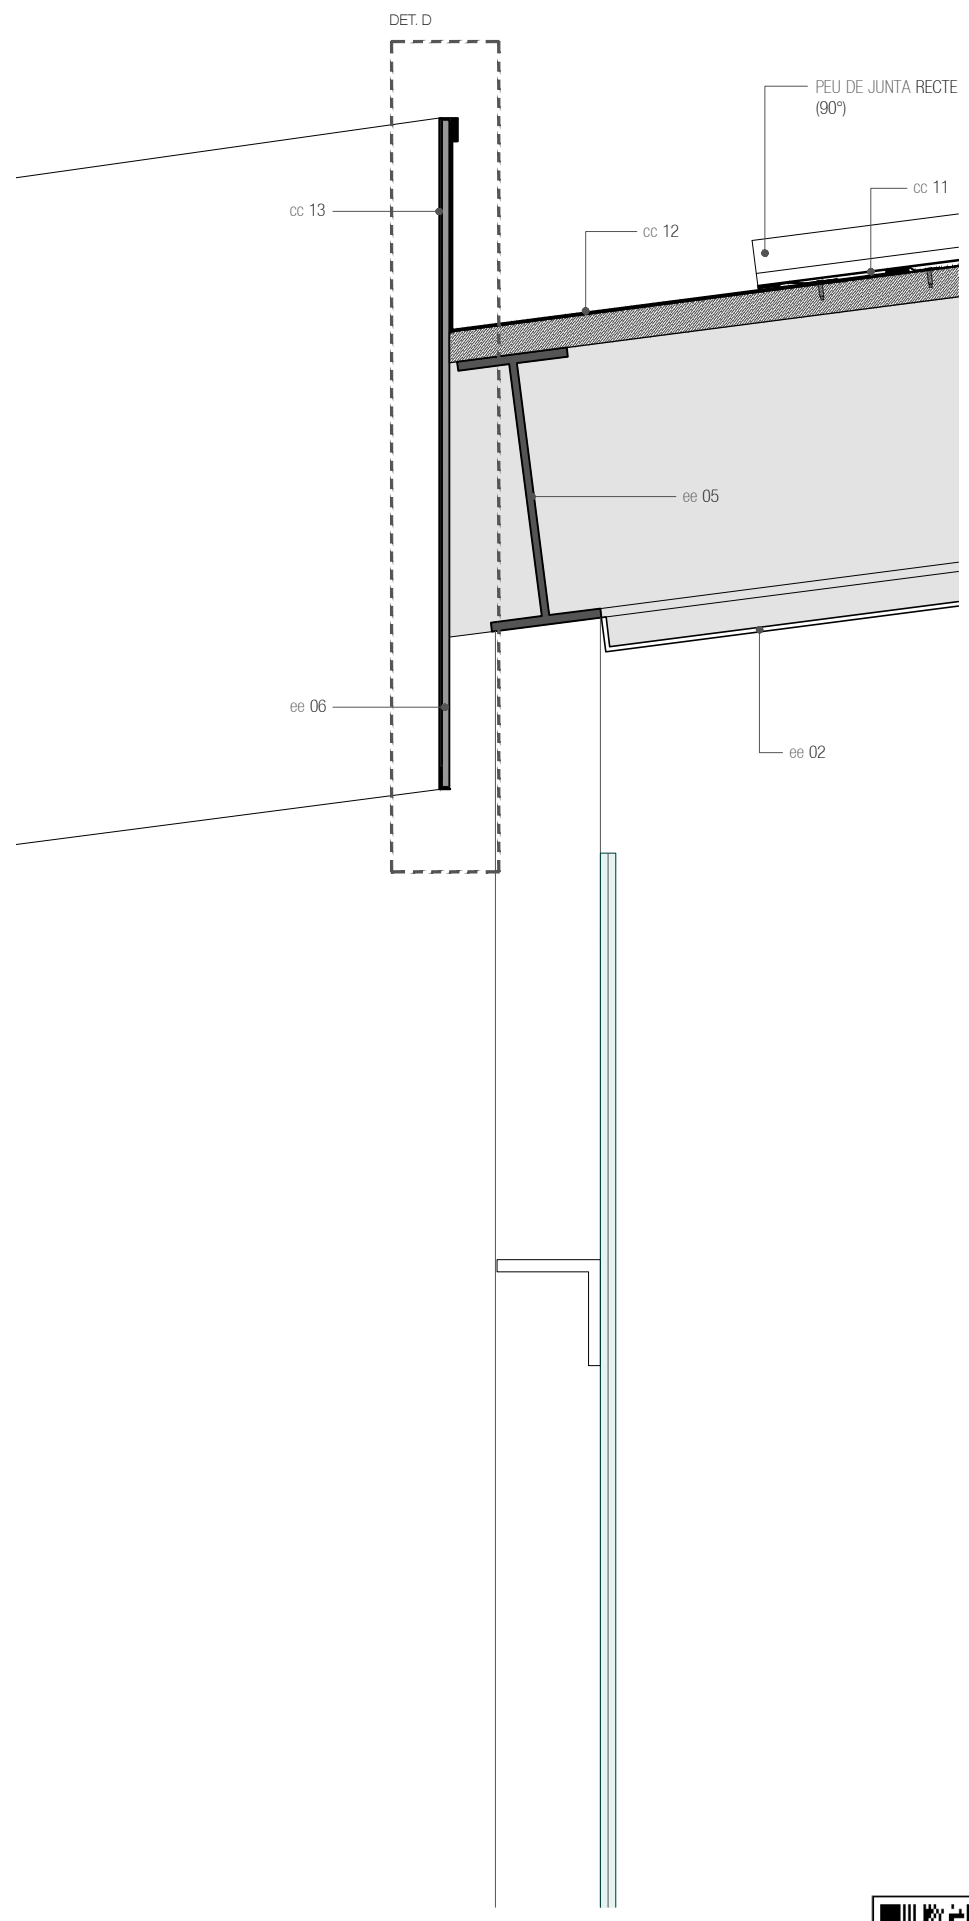 DET. D
PEU DE JUNTA RECTE
(90º)
cc 11
cc 13
cc 12
ee 05
ee 06
ee 02